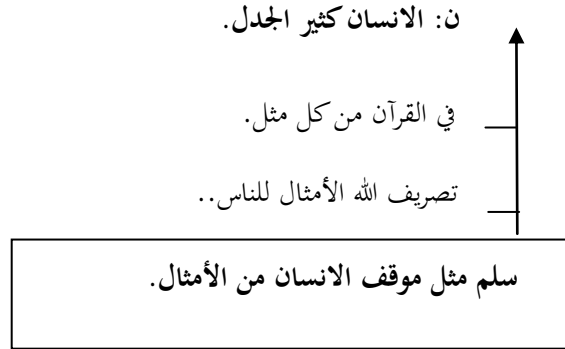 ن: الانسان كثير الجدل.
في القرآن من كل مثل.
تصريف الله الأمثال للناس..
سلم مثل موقف الانسان من الأمثال.